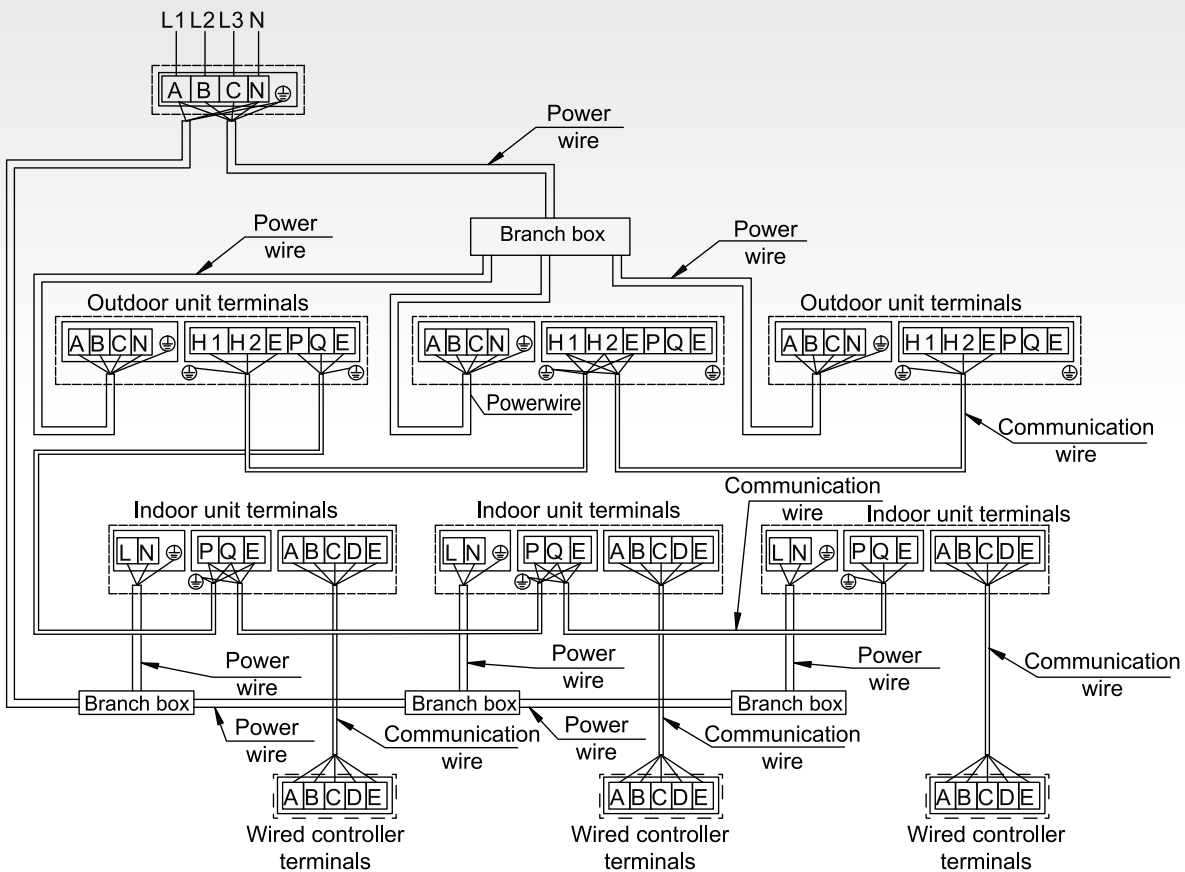 L1 L2 L3 N
A B C N
Power
wire
Branch box
Power
wire
Power
wire
Outdoor unit terminals
Outdoor unit terminals
A B C N
H1 H2 E P Q E
A B C N
H1 H2 E P Q E
A B C N
H1 H2 E P Q E
Powerwire
Communication
wire
Communication
wire
Indoor unit terminals
Indoor unit terminals
Indoor unit terminals
L N
P Q E
A B C D E
L N
P Q E
A B C D E
L N
P Q E
A B C D E
Power
wire
Power
wire
Power
wire
Communication
wire
Branch box
Branch box
Branch box
Power
wire
Communication
wire
Power
wire
Communication
wire
A B C D E
A B C D E
A B C D E
Wired controller
terminals
Wired controller
terminals
Wired controller
terminals